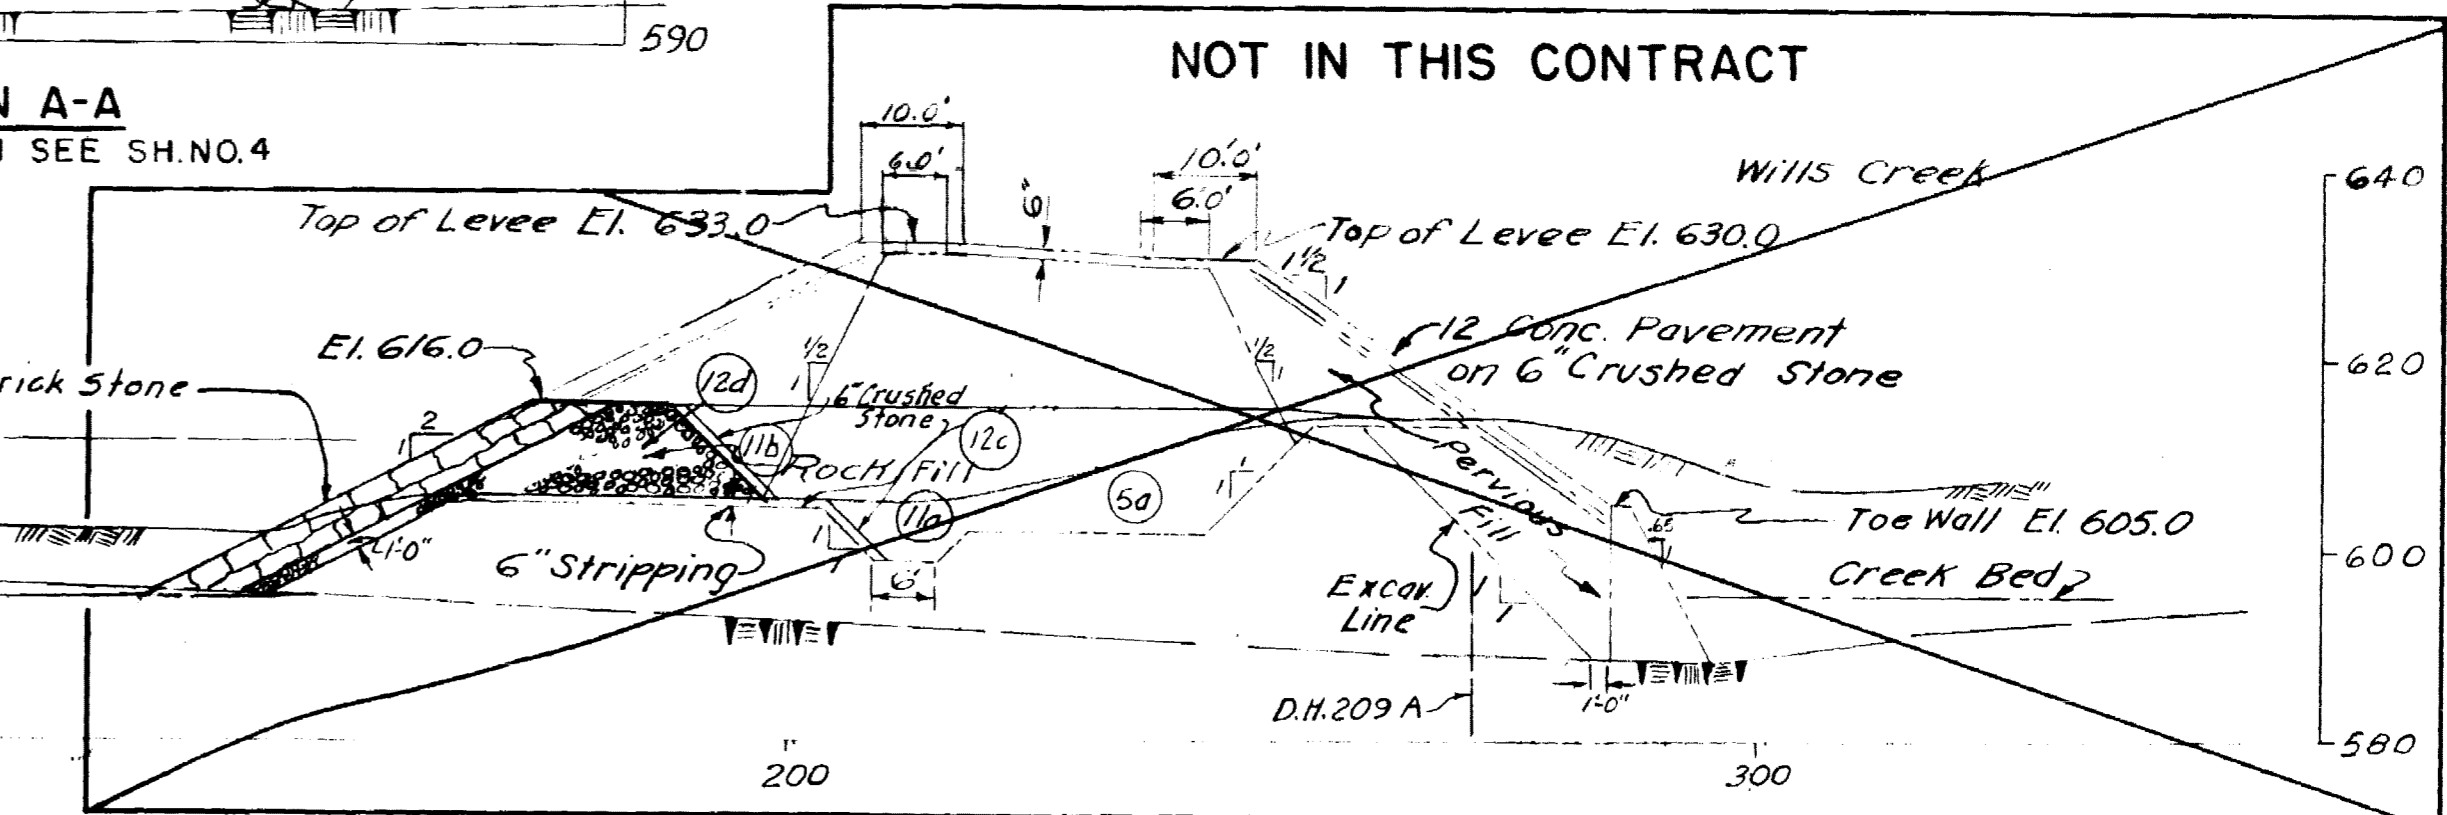 590
A-A
SEE SH.NO.4
NOT IN THIS CONTRACT
10.0'
6.0'
6"
10.0'
6.0'
Wills Creek
640
Top of Levee El. 633.0
Top of Levee El. 630.0
1 1/2
1
El. 616.0
12 Conc. Pavement
on 6" Crushed Stone
620
rick Stone
12d
1/2
1
1/2
1
6" Crushed
Stone
2
1
11b
12c
Rock Fill
Pervious
Fill
5a
1
1
11a
1
1
.65
1
Toe Wall El. 605.0
1'-0"
6" Stripping
6'
600
Creek Bed
Excav.
Line
1
1
D.H. 209 A
1'-0"
580
200
300